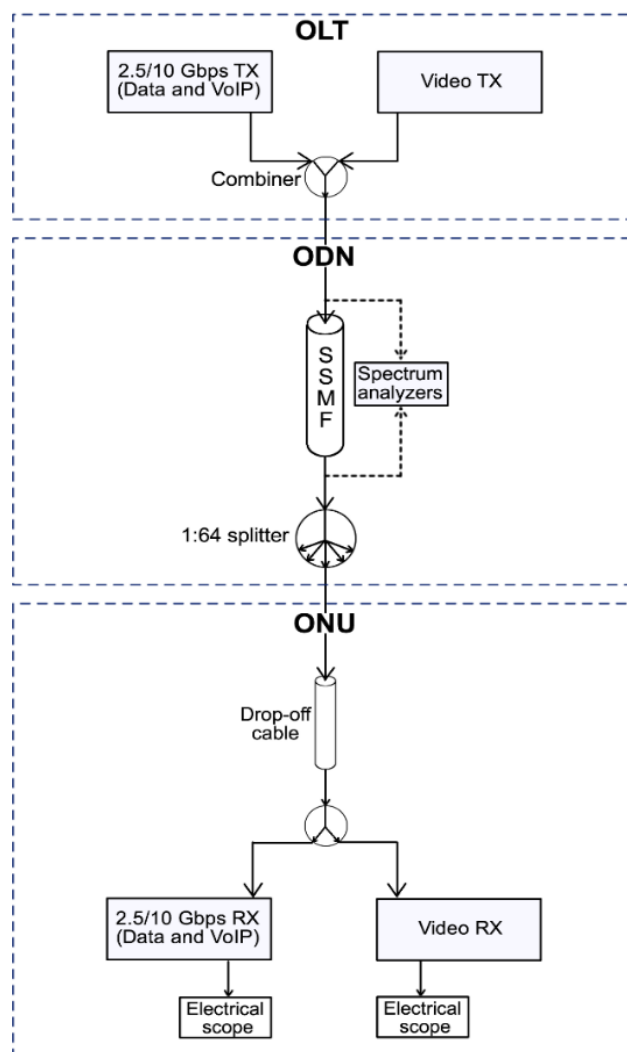 OLT
2.5/10 Gbps TX
(Data and VoIP)
Video TX
Combiner
ODN
S
S
M
F
Spectrum
analyzers
1:64 splitter
ONU
Drop-off
cable
2.5/10 Gbps RX
(Data and VoIP)
Video RX
Electrical
scope
Electrical
scope